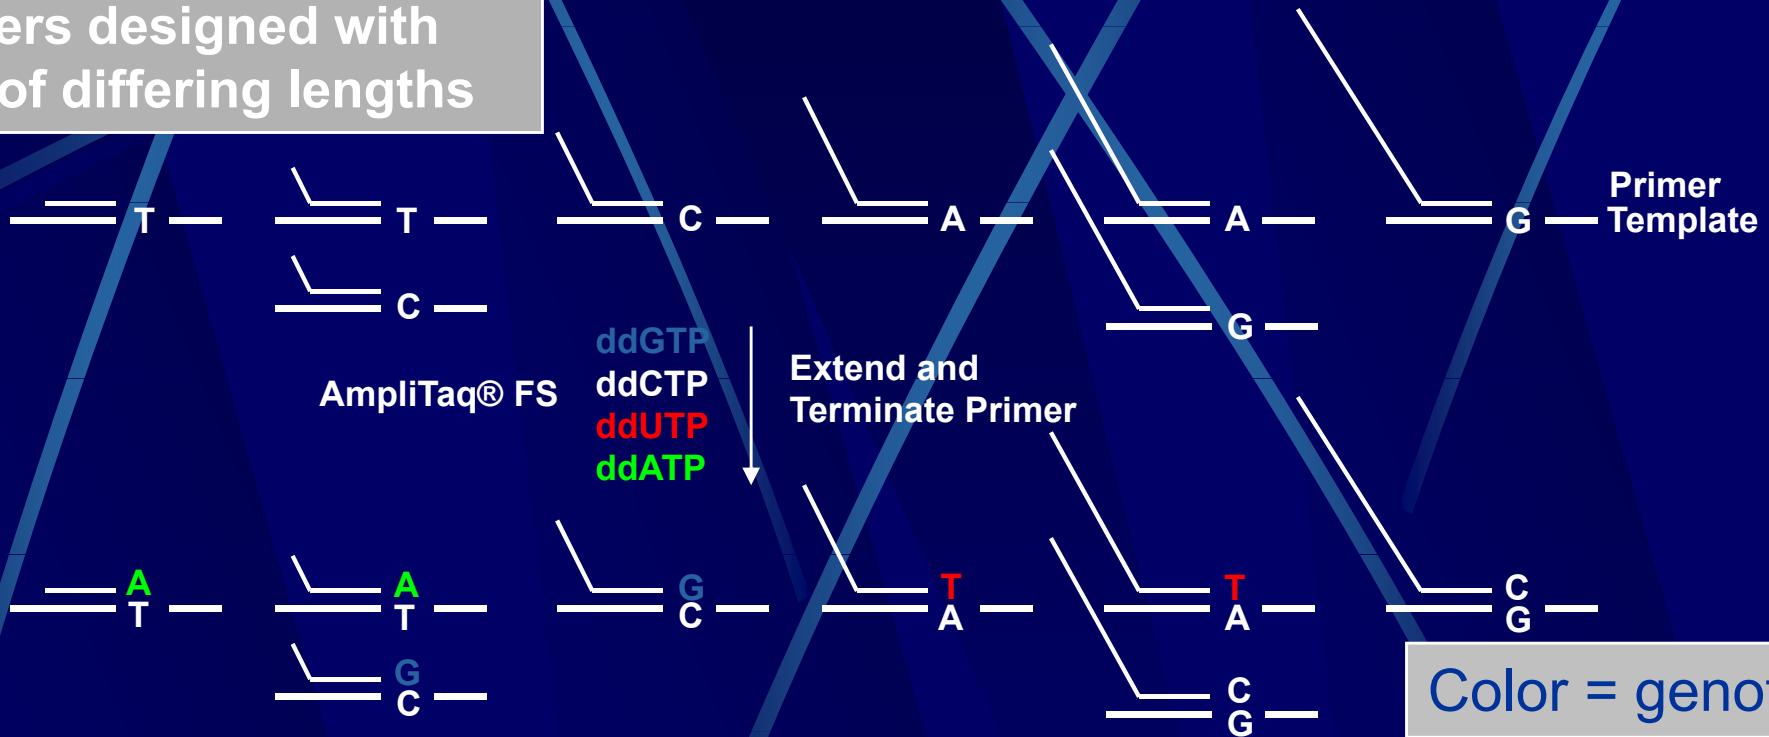 ers designed with
of differing lengths
Primer
T T C A A G Template
C G
ddGTP
ddCTP
ddUTP
ddATP
AmpliTaq® FS
Extend and
Terminate Primer
A A G T T C
T T C A A G
G C
C G
Color = geno